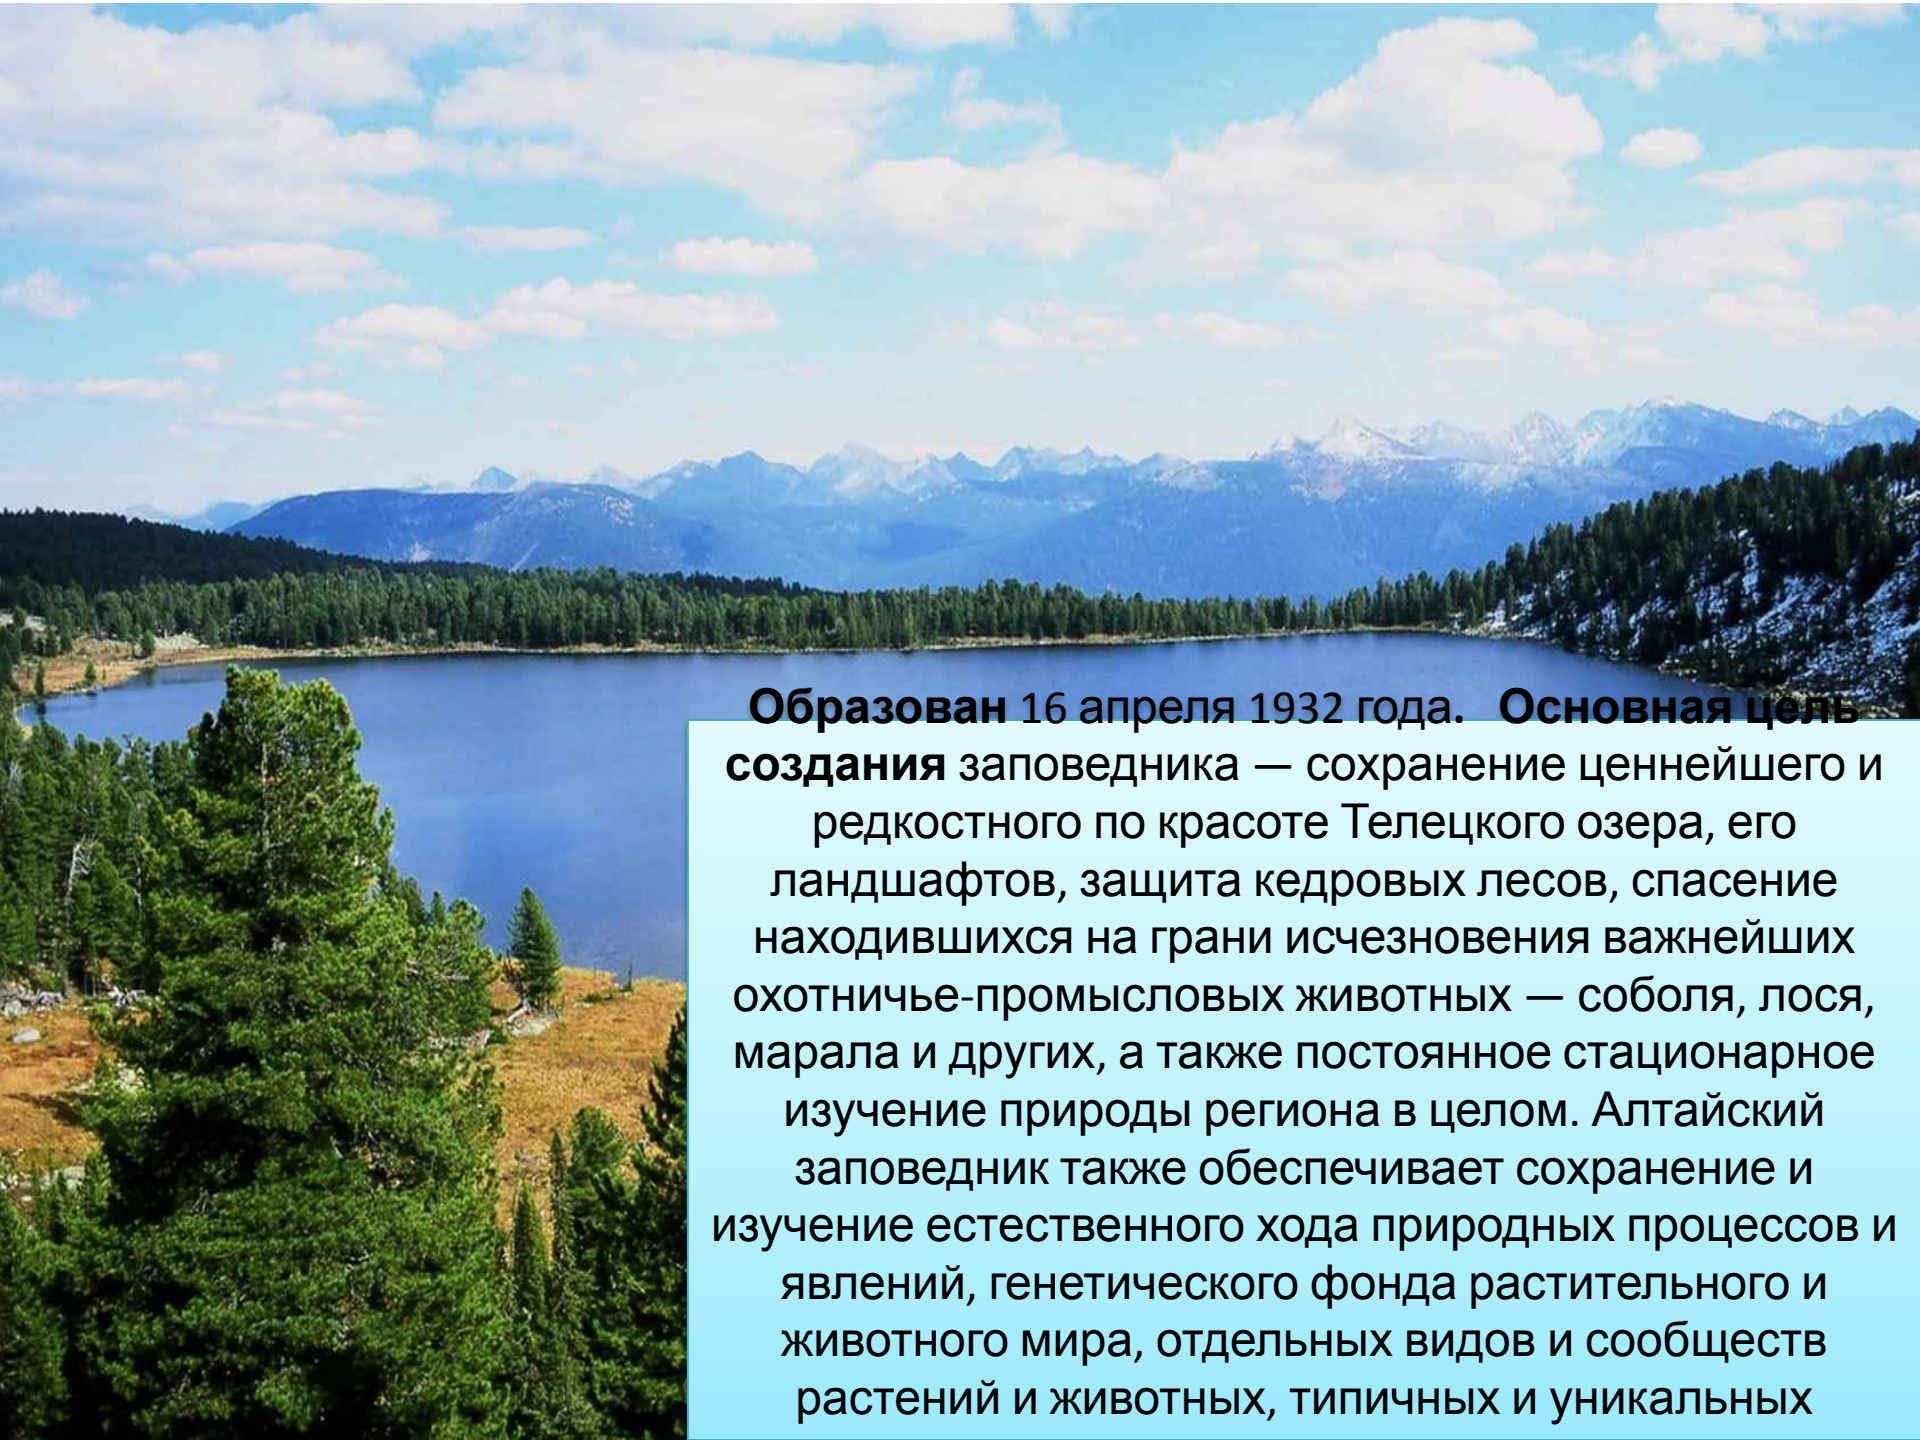 Образован 16 апреля 1932 года. Основная цель
создания заповедника — сохранение ценнейшего и
редкостного по красоте Телецкого озера, его
ландшафтов, защита кедровых лесов, спасение
находившихся на грани исчезновения важнейших
охотничье-промысловых животных — соболя, лося,
марала и других, а также постоянное стационарное
изучение природы региона в целом. Алтайский
заповедник также обеспечивает сохранение и
изучение естественного хода природных процессов и
явлений, генетического фонда растительного и
животного мира, отдельных видов и сообществ
растений и животных, типичных и уникальных